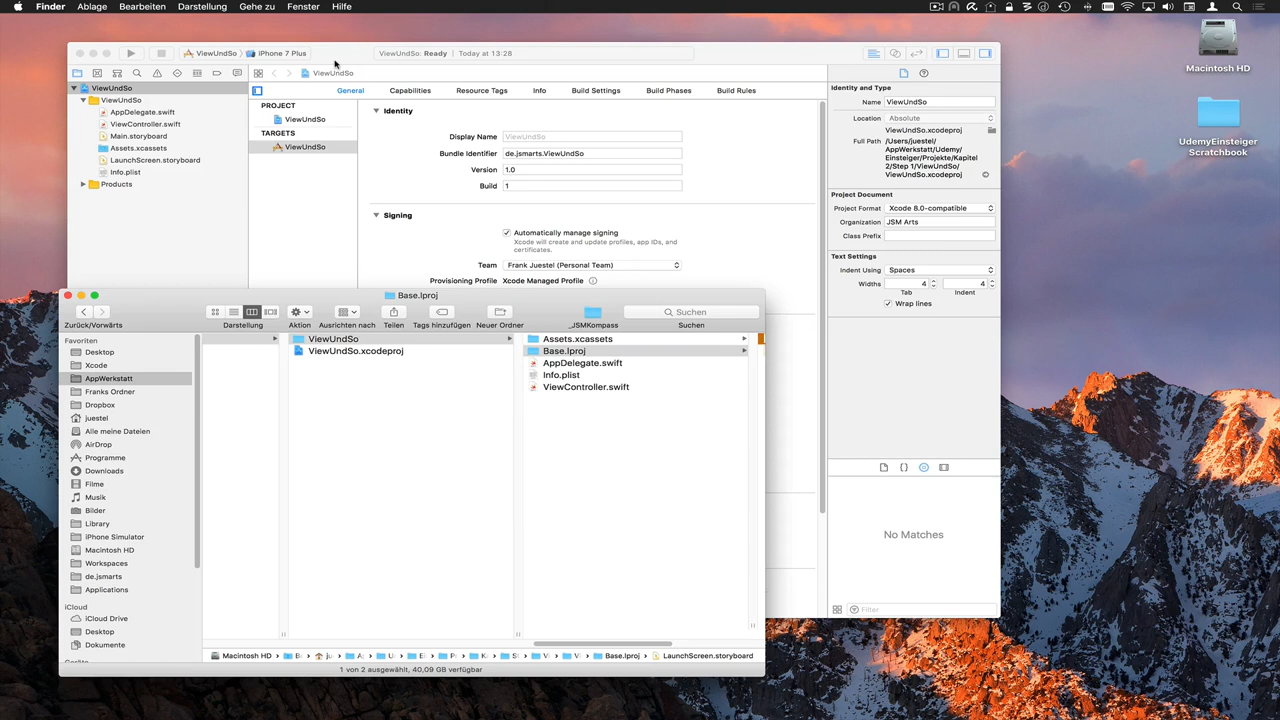 Finder Ablage Bearbeiten Darstellung Gehe zu Fenster Hilfe
Macintosh HD
UdemyEinsteiger
Scratchbook
ViewUndSo iPhone 7 Plus
ViewUndSo: Ready Today at 13:28
ViewUndSo
ViewUndSo
ViewUndSo
AppDelegate.swift
ViewController.swift
Main.storyboard
Assets.xcassets
LaunchScreen.storyboard
Info.plist
Products
General Capabilities Resource Tags Info Build Settings Build Phases Build Rules
PROJECT
ViewUndSo
TARGETS
ViewUndSo
Identity
Display Name ViewUndSo
Bundle Identifier de.jsmarts.ViewUndSo
Version 1.0
Build 1
Signing
Automatically manage signing
Xcode will create and update profiles, app IDs, and
certificates.
Team Frank Juestel (Personal Team)
Provisioning Profile Xcode Managed Profile
Identity and Type
Name ViewUndSo
Location Absolute
ViewUndSo.xcodeproj
Full Path /Users/juestel/
AppWerkstatt/Udemy/
Einsteiger/Projekte/Kapitel
2/Step 1/ViewUndSo/
ViewUndSo.xcodeproj
Project Document
Project Format Xcode 8.0-compatible
Organization JSM Arts
Class Prefix
Text Settings
Indent Using Spaces
Widths 4 4
Tab Indent
Wrap lines
No Matches
Filter
Base.lproj
Zurück/Vorwärts Darstellung Aktion Ausrichten nach Teilen Tags hinzufügen Neuer Ordner _JSMKompass Suchen
Suchen
Favoriten
Desktop
Xcode
AppWerkstatt
Franks Ordner
Dropbox
juestel
Alle meine Dateien
AirDrop
Programme
Downloads
Filme
Musik
Bilder
Library
iPhone Simulator
Macintosh HD
Workspaces
de.jsmarts
Applications
iCloud
iCloud Drive
Desktop
Dokumente
ViewUndSo
ViewUndSo.xcodeproj
Assets.xcassets
Base.lproj
AppDelegate.swift
Info.plist
ViewController.swift
Macintosh HD Base.lproj LaunchScreen.storyboard
1 von 2 ausgewählt, 40,09 GB verfügbar